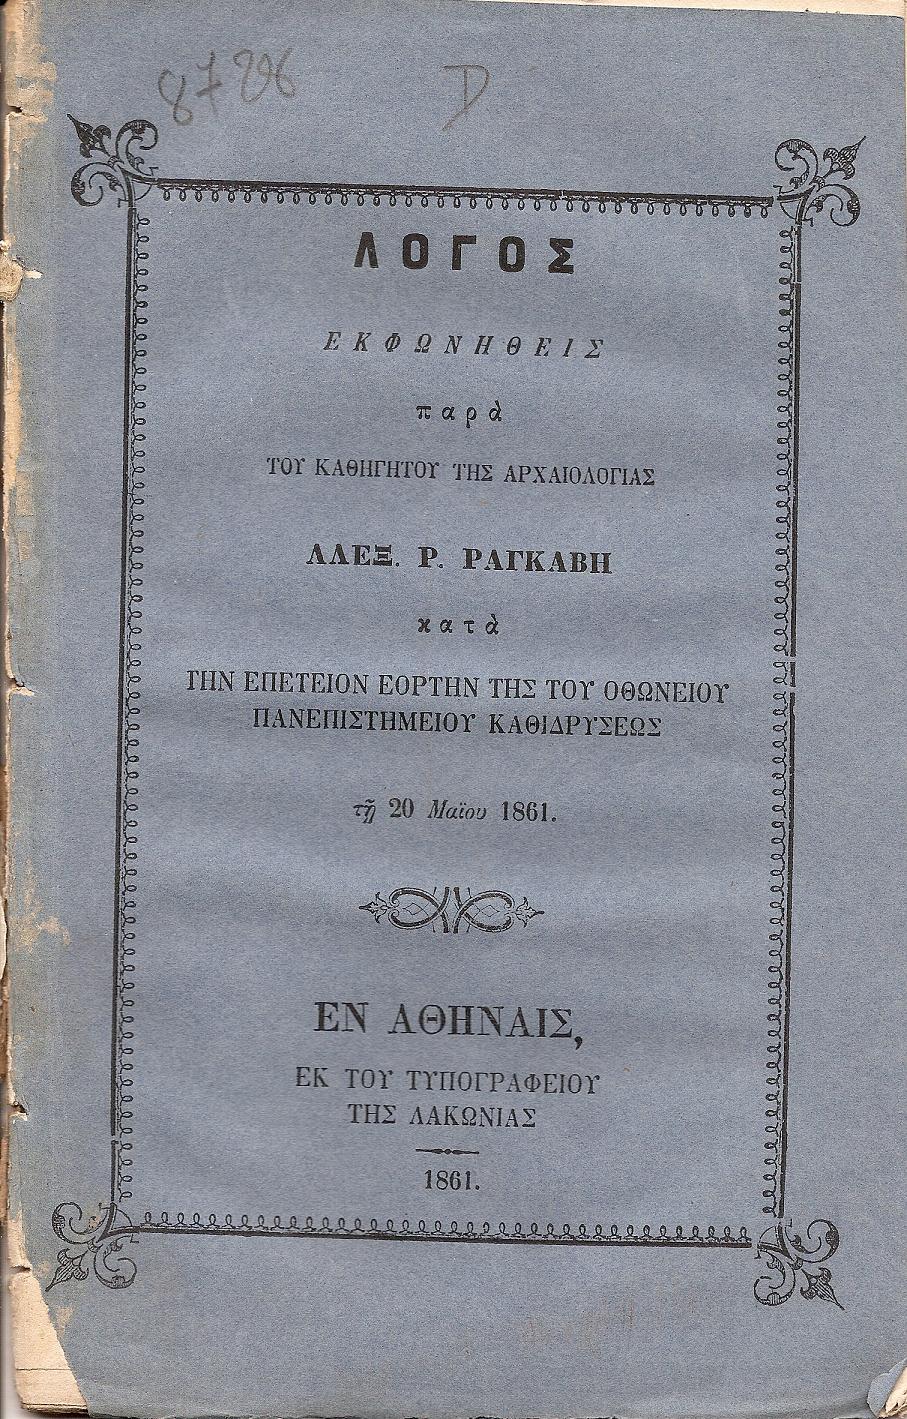 87206 D
ΛΟΓΟΣ
ΕΚΦΩΝΗΘΕΙΣ
παρὰ
ΤΟΥ ΚΑΘΗΓΗΤΟΥ ΤΗΣ ΑΡΧΑΙΟΛΟΓΙΑΣ
ΑΛΕΞ. Ρ. ΡΑΓΚΑΒΗ
κατὰ
ΤΗΝ ΕΠΕΤΕΙΟΝ ΕΟΡΤΗΝ ΤΗΣ ΤΟΥ ΟΘΩΝΕΙΟΥ
ΠΑΝΕΠΙΣΤΗΜΕΙΟΥ ΚΑΘΙΔΡΥΣΕΩΣ
τῇ 20 Μαΐου 1861.
ΕΝ ΑΘΗΝΑΙΣ,
ΕΚ ΤΟΥ ΤΥΠΟΓΡΑΦΕΙΟΥ
ΤΗΣ ΛΑΚΩΝΙΑΣ
1861.